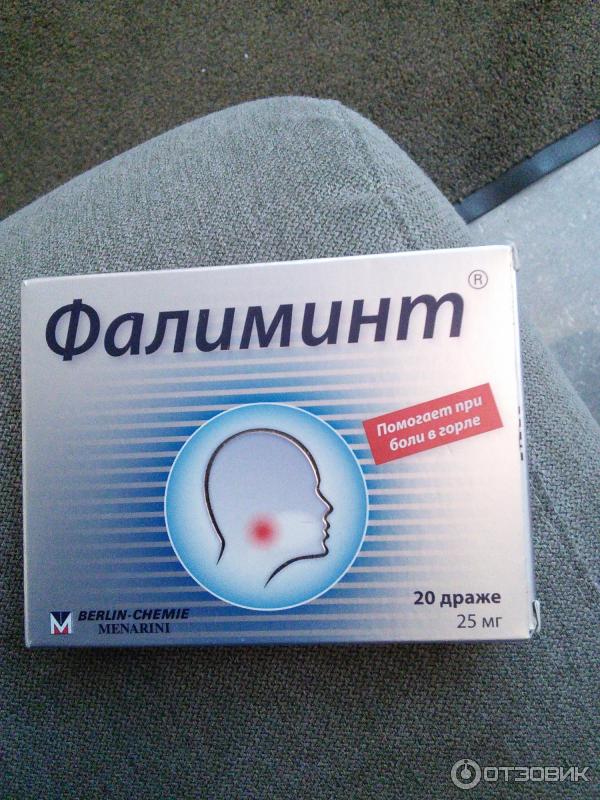 Фалиминт®
Помогает при
боли в горле
20 драже
25 мг
BERLIN-CHEMIE
MENARINI
ОТЗОВИК